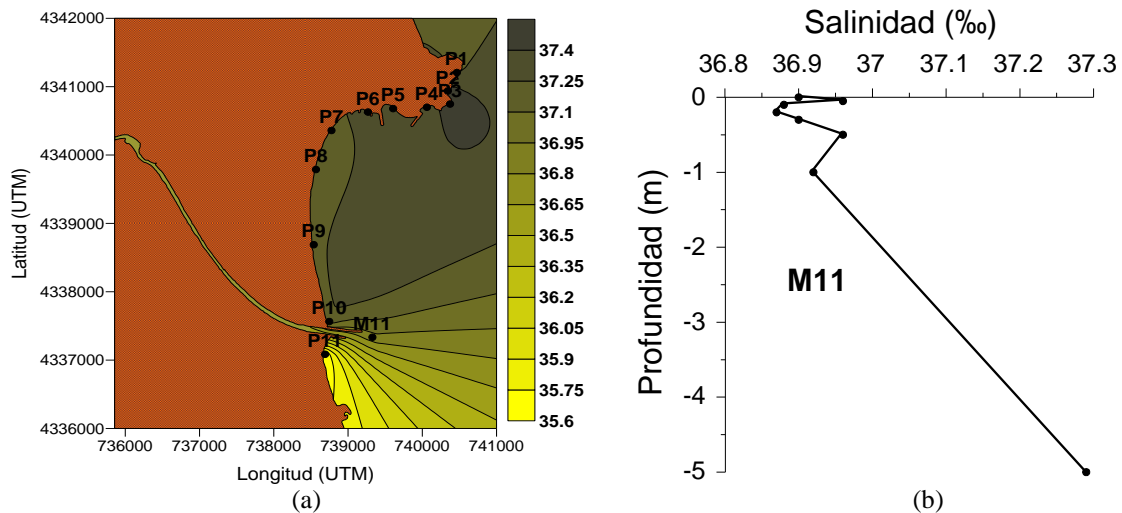 4342000
4341000
4340000
4339000
4338000
4337000
4336000
Latitud (UTM)
736000 737000 738000 739000 740000 741000
Longitud (UTM)
P1
P2
P3
P4
P5
P6
P7
P8
P9
P10
M11
P11
37.4
37.25
37.1
36.95
36.8
36.65
36.5
36.35
36.2
36.05
35.9
35.75
35.6
(a)
Salinidad (‰)
36.8 36.9 37 37.1 37.2 37.3
0
-1
-2
-3
-4
-5
Profundidad (m)
M11
(b)